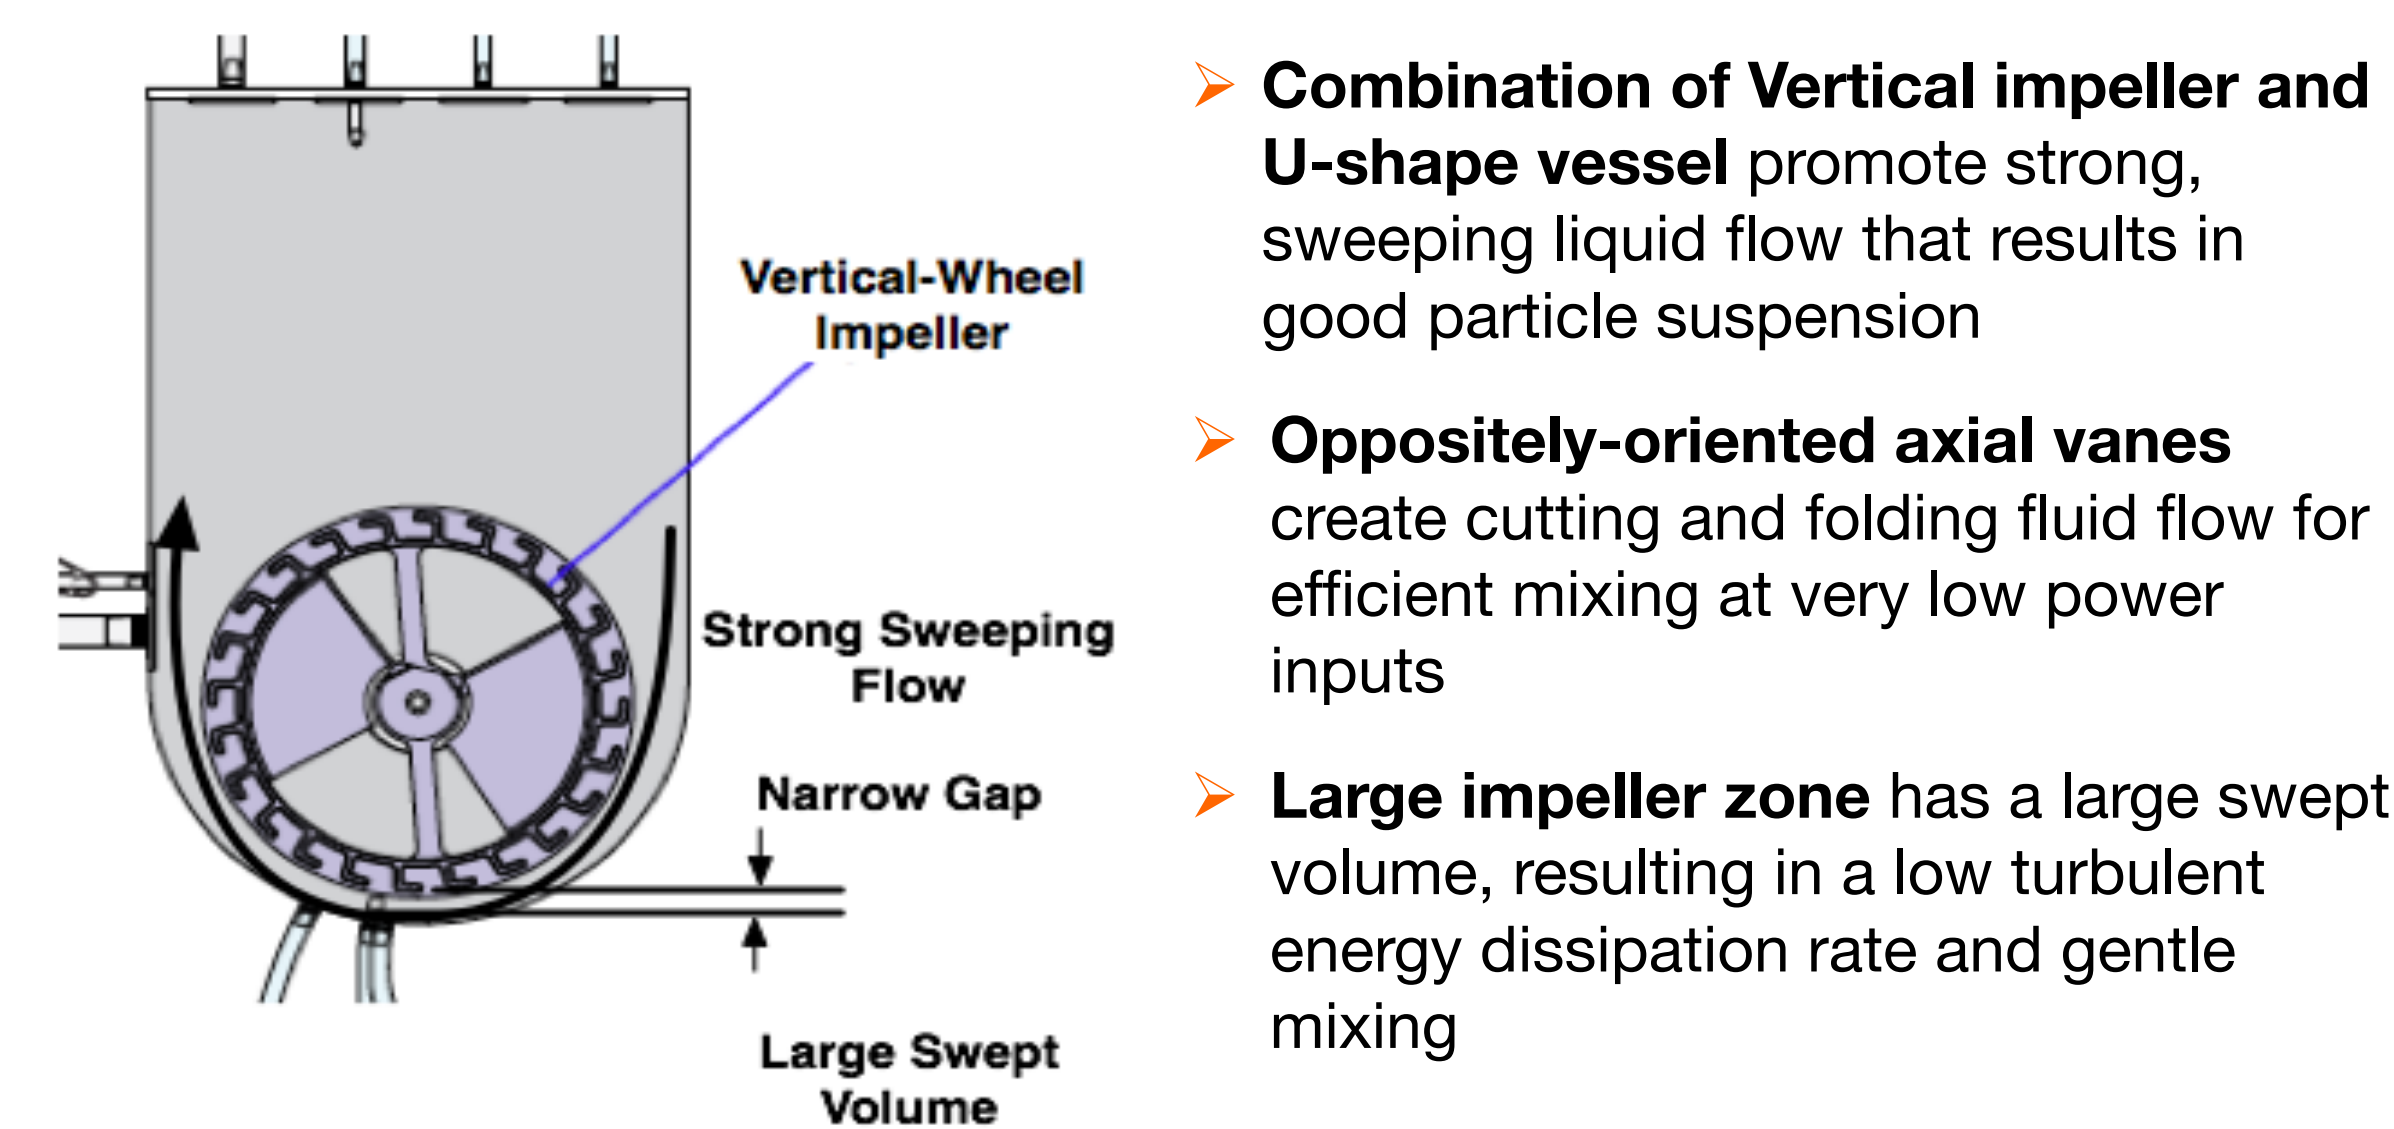 Vertical-Wheel
Impeller
Strong Sweeping
Flow
Narrow Gap
Large Swept
Volume
Combination of Vertical impeller and
U-shape vessel promote strong,
sweeping liquid flow that results in
good particle suspension
Oppositely-oriented axial vanes
create cutting and folding fluid flow for
efficient mixing at very low power
inputs
Large impeller zone has a large swept
volume, resulting in a low turbulent
energy dissipation rate and gentle
mixing